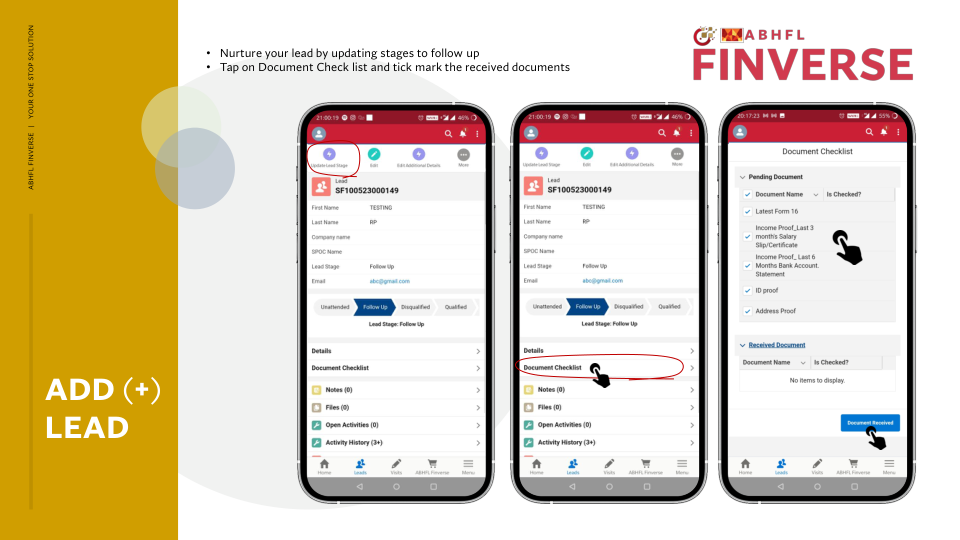 ABHFL FINVERSE | YOUR ONE STOP SOLUTION
• Nurture your lead by updating stages to follow up
• Tap on Document Check list and tick mark the received documents
ABHFL
FINVERSE
ADD (+)
LEAD
21:00:19 46%
Update Lead Stage Edit Edit Additional Details More
Lead
SF100523000149
First Name TESTING
Last Name RP
Company name
SPOC Name
Lead Stage Follow Up
Email abc@gmail.com
Unattended Follow Up Disqualified Qualified
Lead Stage: Follow Up
Details
Document Checklist
Notes (0)
Files (0)
Open Activities (0)
Activity History (3+)
Home Leads Visits ABHFL Finverse Menu
21:00:19 46%
Update Lead Stage Edit Edit Additional Details More
Lead
SF100523000149
First Name TESTING
Last Name RP
Company name
SPOC Name
Lead Stage Follow Up
Email abc@gmail.com
Unattended Follow Up Disqualified Qualified
Lead Stage: Follow Up
Details
Document Checklist
Notes (0)
Files (0)
Open Activities (0)
Activity History (3+)
Home Leads Visits ABHFL Finverse Menu
20:17:23 55%
Document Checklist
Pending Document
Document Name Is Checked?
Latest Form 16
Income Proof_Last 3
month's Salary
Slip/Certificate
Income Proof_ Last 6
Months Bank Account.
Statement
ID proof
Address Proof
Received Document
Document Name Is Checked?
No items to display.
Document Received
Home Leads Visits ABHFL Finverse Menu